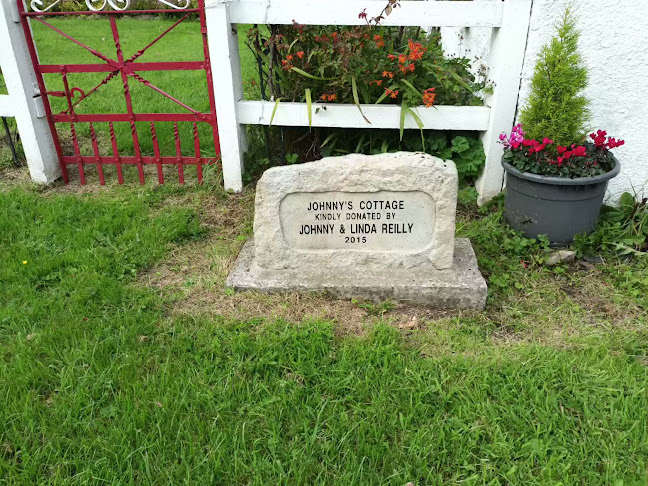 JOHNNY'S COTTAGE
KINDLY DONATED BY
JOHNNY & LINDA REILLY
2015